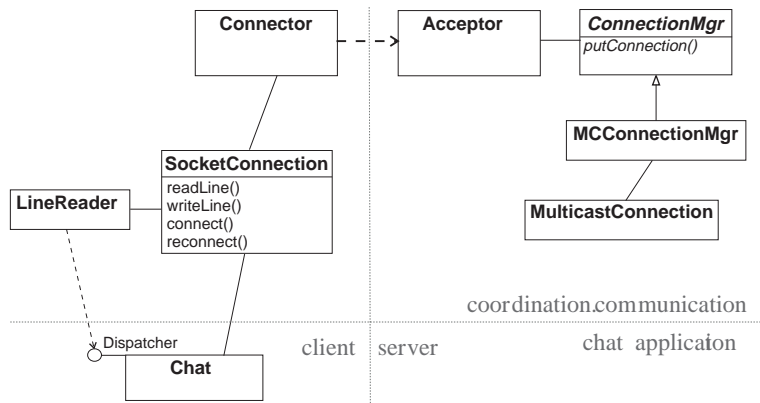 Connector
Acceptor
ConnectionMgr
putConnection()
MCConnectionMgr
SocketConnection
readLine()
writeLine()
connect()
reconnect()
LineReader
MulticastConnection
coordination.communication
Dispatcher
client
server
chat application
Chat